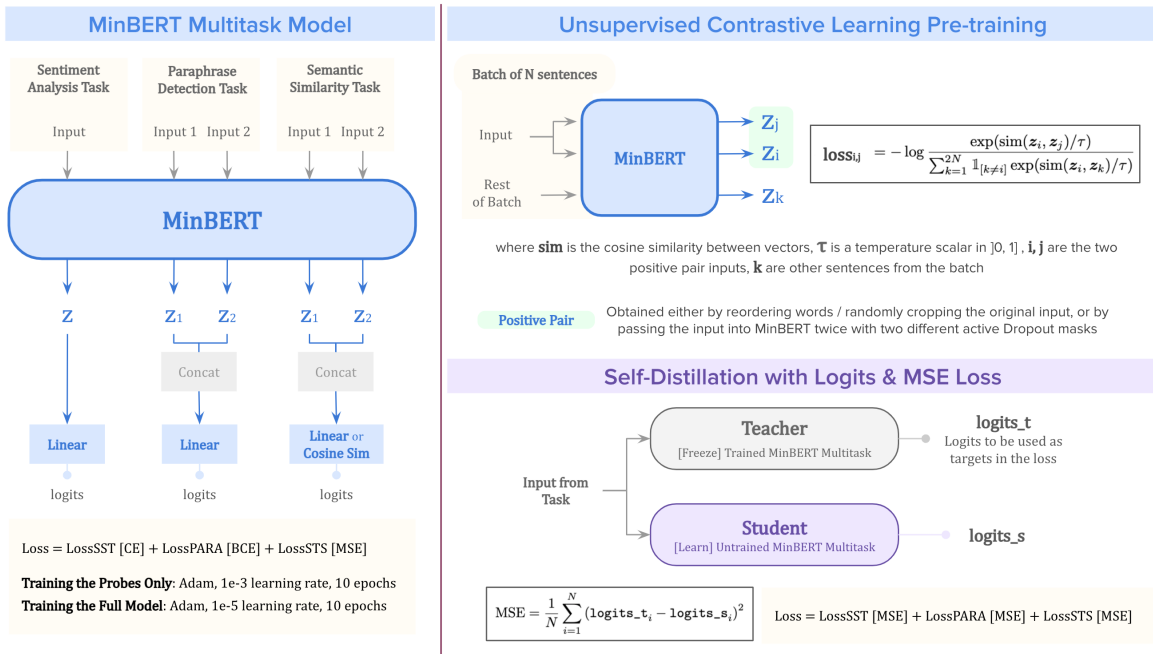 MinBERT Multitask Model
Sentiment
Analysis Task
Paraphrase
Detection Task
Semantic
Similarity Task
Input
Input 1 Input 2
Input 1 Input 2
MinBERT
z
z1 z2
z1 z2
Concat
Concat
Linear
Linear
Linear or
Cosine Sim
logits
logits
logits
Loss = LossSST [CE] + LossPARA [BCE] + LossSTS [MSE]
Training the Probes Only: Adam, 1e-3 learning rate, 10 epochs
Training the Full Model: Adam, 1e-5 learning rate, 10 epochs
Unsupervised Contrastive Learning Pre-training
Batch of N sentences
Input
Rest
of Batch
MinBERT
zj
zi
zk
lossi,j = − log exp(sim(zi, zj)/τ) / ∑_{k=1}^{2N} 𝟙[k≠i] exp(sim(zi, zk)/τ)
where sim is the cosine similarity between vectors, τ is a temperature scalar in ]0, 1] , i, j are the two
positive pair inputs, k are other sentences from the batch
Positive Pair
Obtained either by reordering words / randomly cropping the original input, or by
passing the input into MinBERT twice with two different active Dropout masks
Self-Distillation with Logits & MSE Loss
Input from
Task
Teacher
[Freeze] Trained MinBERT Multitask
logits_t
Logits to be used as
targets in the loss
Student
[Learn] Untrained MinBERT Multitask
logits_s
MSE = 1/N ∑_{i=1}^{N} (logits_ti − logits_si)²
Loss = LossSST [MSE] + LossPARA [MSE] + LossSTS [MSE]